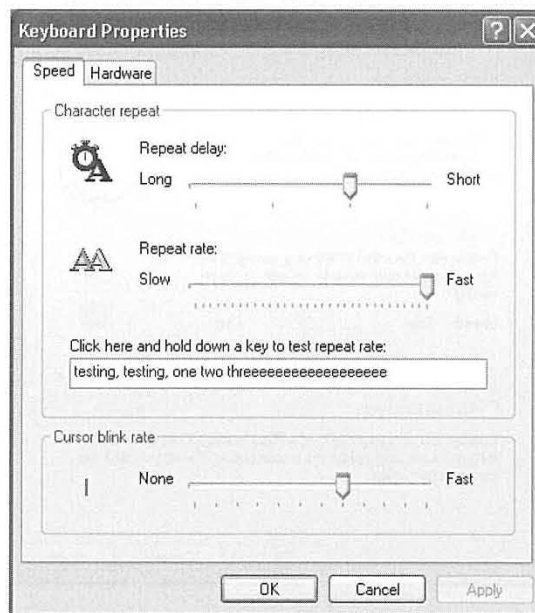 Keyboard Properties
Speed Hardware
Character repeat
Repeat delay:
Long Short
Repeat rate:
Slow Fast
Click here and hold down a key to test repeat rate:
testing, testing, one two threeeeeeeeeeeeeeeeeee
Cursor blink rate
None Fast
OK Cancel Apply